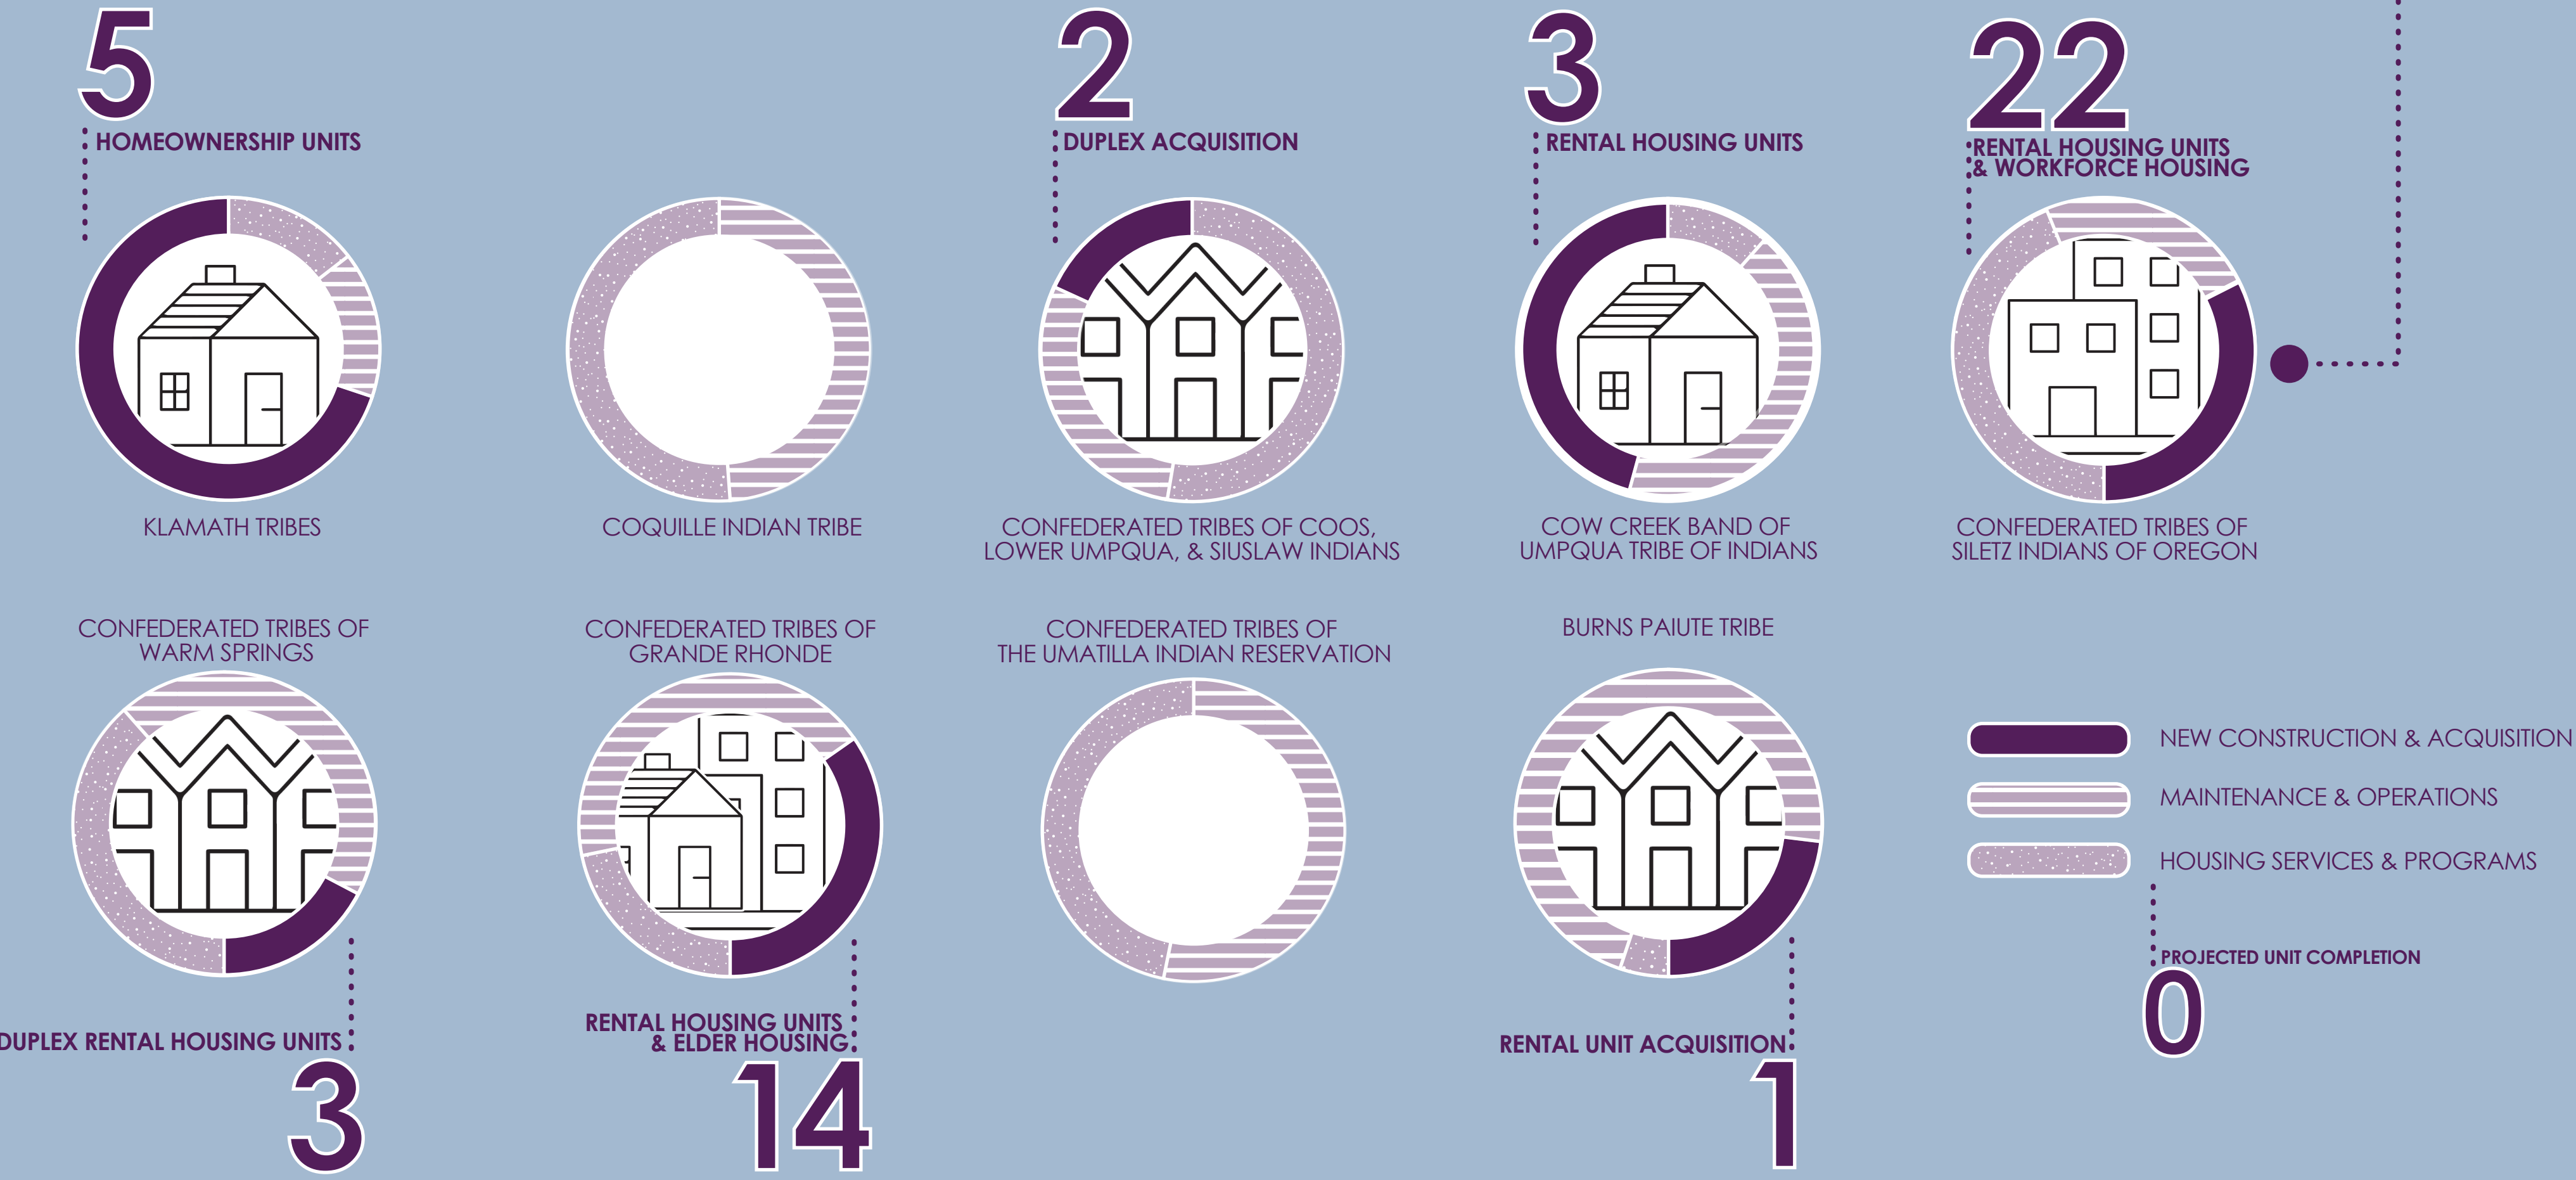 5
HOMEOWNERSHIP UNITS
2
DUPLEX ACQUISITION
3
RENTAL HOUSING UNITS
22
RENTAL HOUSING UNITS
& WORKFORCE HOUSING
KLAMATH TRIBES
COQUILLE INDIAN TRIBE
CONFEDERATED TRIBES OF COOS,
LOWER UMPQUA, & SIUSLAW INDIANS
COW CREEK BAND OF
UMPQUA TRIBE OF INDIANS
CONFEDERATED TRIBES OF
SILETZ INDIANS OF OREGON
CONFEDERATED TRIBES OF
WARM SPRINGS
CONFEDERATED TRIBES OF
GRANDE RHONDE
CONFEDERATED TRIBES OF
THE UMATILLA INDIAN RESERVATION
BURNS PAIUTE TRIBE
DUPLEX RENTAL HOUSING UNITS
3
RENTAL HOUSING UNITS
& ELDER HOUSING
14
RENTAL UNIT ACQUISITION
1
NEW CONSTRUCTION & ACQUISITION
MAINTENANCE & OPERATIONS
HOUSING SERVICES & PROGRAMS
PROJECTED UNIT COMPLETION
0